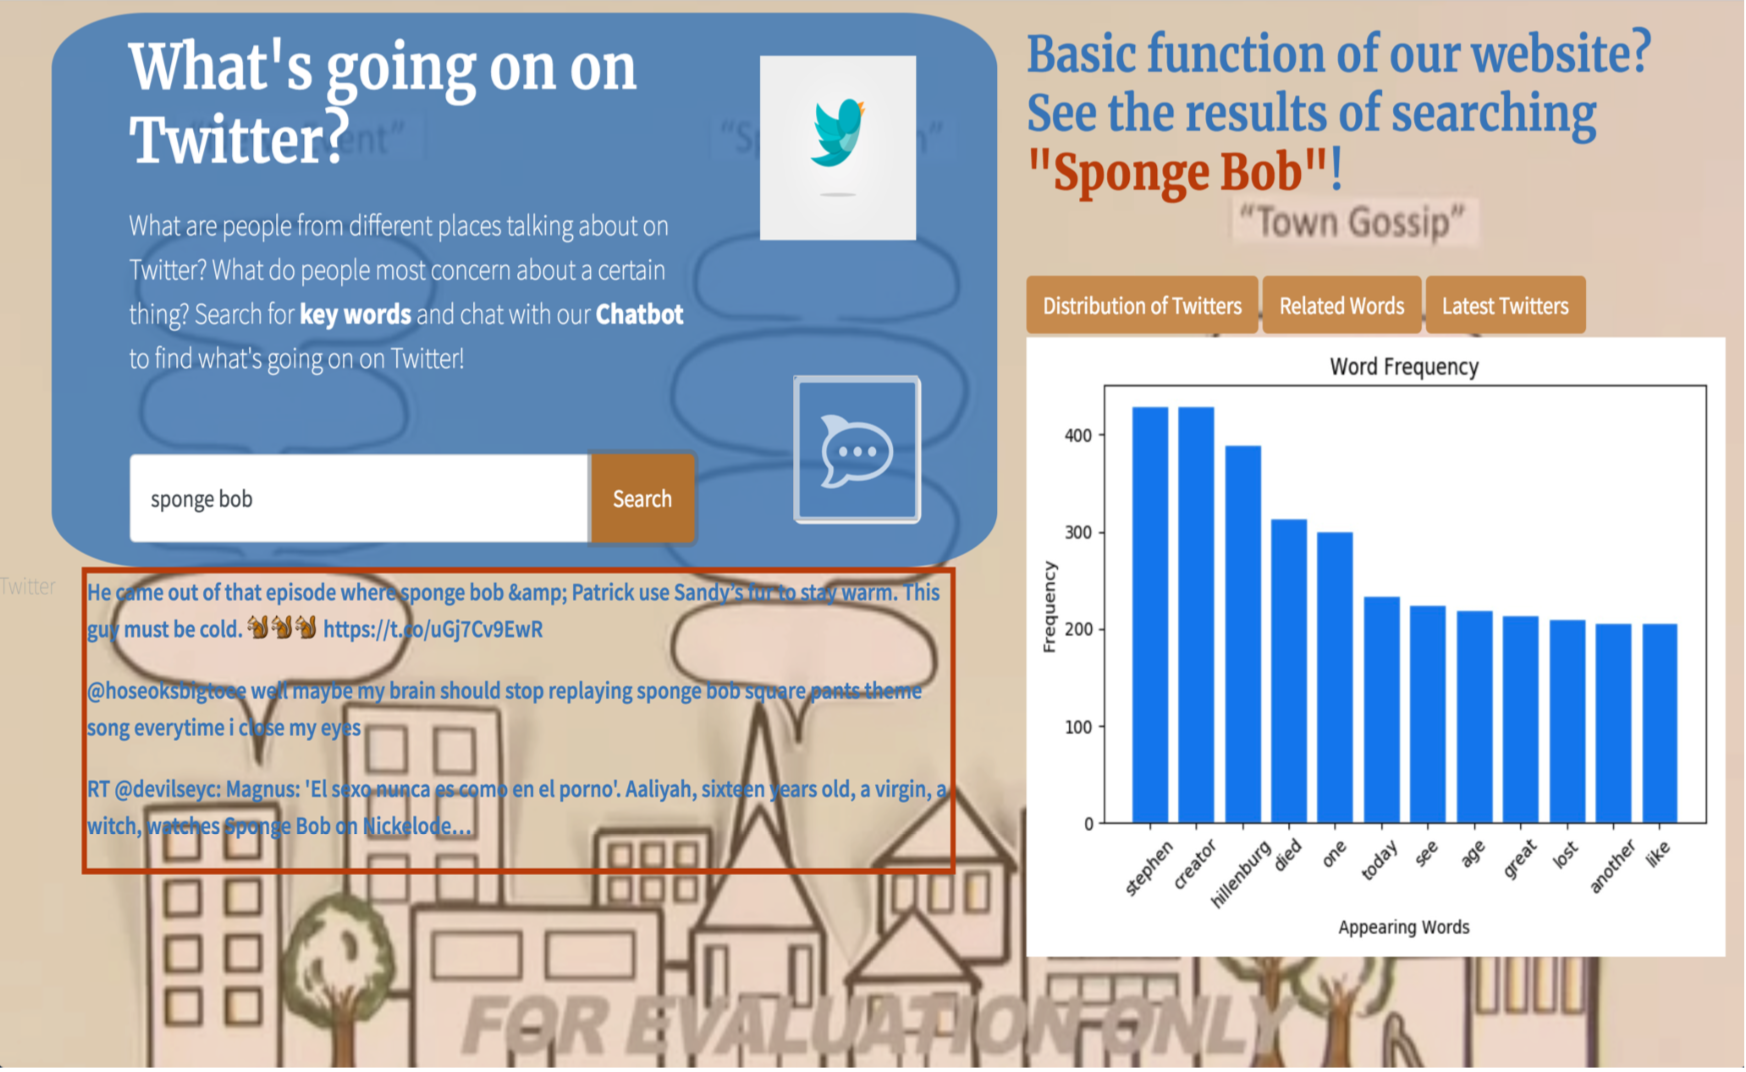 What's going on on
Twitter?
What are people from different places talking about on
Twitter? What do people most concern about a certain
thing? Search for key words and chat with our Chatbot
to find what's going on on Twitter!
sponge bob
Search
Twitter
He came out of that episode where sponge bob &amp; Patrick use Sandy's fur to stay warm. This
guy must be cold. 🐿🐿🐿 https://t.co/uGj7Cv9EwR
@hoseoksbigtoee well maybe my brain should stop replaying sponge bob square pants theme
song everytime i close my eyes
RT @devilseyc: Magnus: 'El sexo nunca es como en el porno'. Aaliyah, sixteen years old, a virgin, a
witch, watches Sponge Bob on Nickelode…
Basic function of our website?
See the results of searching
"Sponge Bob"!
“Town Gossip”
Distribution of Twitters
Related Words
Latest Twitters
Word Frequency
400
300
200
100
0
Frequency
stephen
creator
hillenburg
died
one
today
see
age
great
lost
another
like
Appearing Words
FOR EVALUATION ONLY